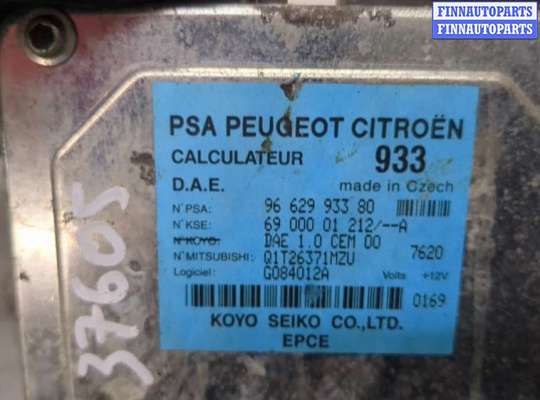 FINNAUTOPARTS
FINNAUTOPARTS
PSA PEUGEOT CITROËN
CALCULATEUR 933
D.A.E. made in Czech
N°PSA: 96 629 933 80
N°KSE: 69 000 01 212/--A
N°KOYO: DAE 1.0 CEM 00 7620
N°MITSUBISHI: Q1T26371MZU
Logiciel: G084012A Volts +12V
0169
KOYO SEIKO CO.,LTD.
EPCE
37605